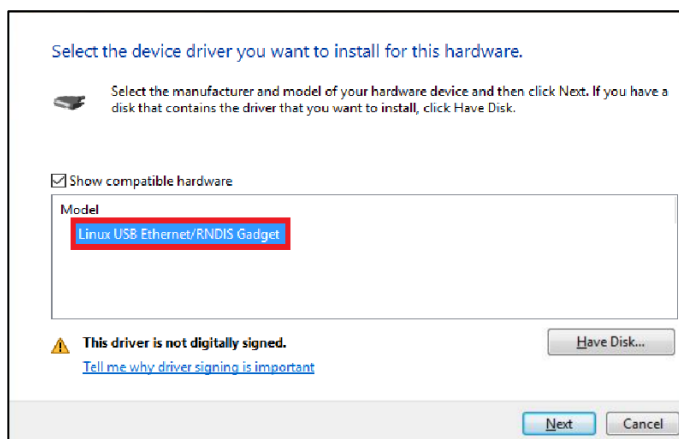 Select the device driver you want to install for this hardware.
Select the manufacturer and model of your hardware device and then click Next. If you have a
disk that contains the driver that you want to install, click Have Disk.
Show compatible hardware
Model
Linux USB Ethernet/RNDIS Gadget
This driver is not digitally signed.
Have Disk...
Tell me why driver signing is important
Next
Cancel